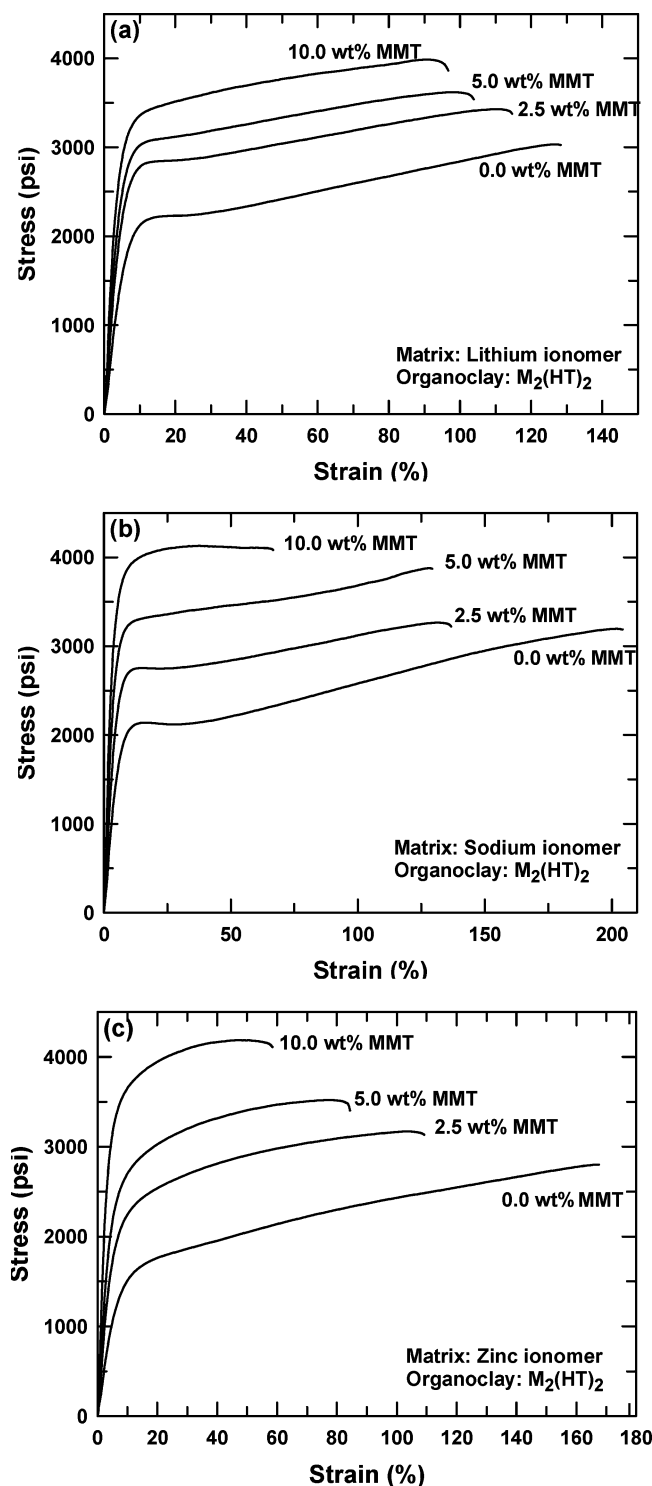 (a)
4000
3000
2000
1000
0
Stress (psi)
10.0 wt% MMT
5.0 wt% MMT
2.5 wt% MMT
0.0 wt% MMT
Matrix: Lithium ionomer
Organoclay: M2(HT)2
0 20 40 60 80 100 120 140
Strain (%)
(b)
4000
3000
2000
1000
0
Stress (psi)
10.0 wt% MMT
5.0 wt% MMT
2.5 wt% MMT
0.0 wt% MMT
Matrix: Sodium ionomer
Organoclay: M2(HT)2
0 50 100 150 200
Strain (%)
(c)
4000
3000
2000
1000
0
Stress (psi)
10.0 wt% MMT
5.0 wt% MMT
2.5 wt% MMT
0.0 wt% MMT
Matrix: Zinc ionomer
Organoclay: M2(HT)2
0 20 40 60 80 100 120 140 160 180
Strain (%)